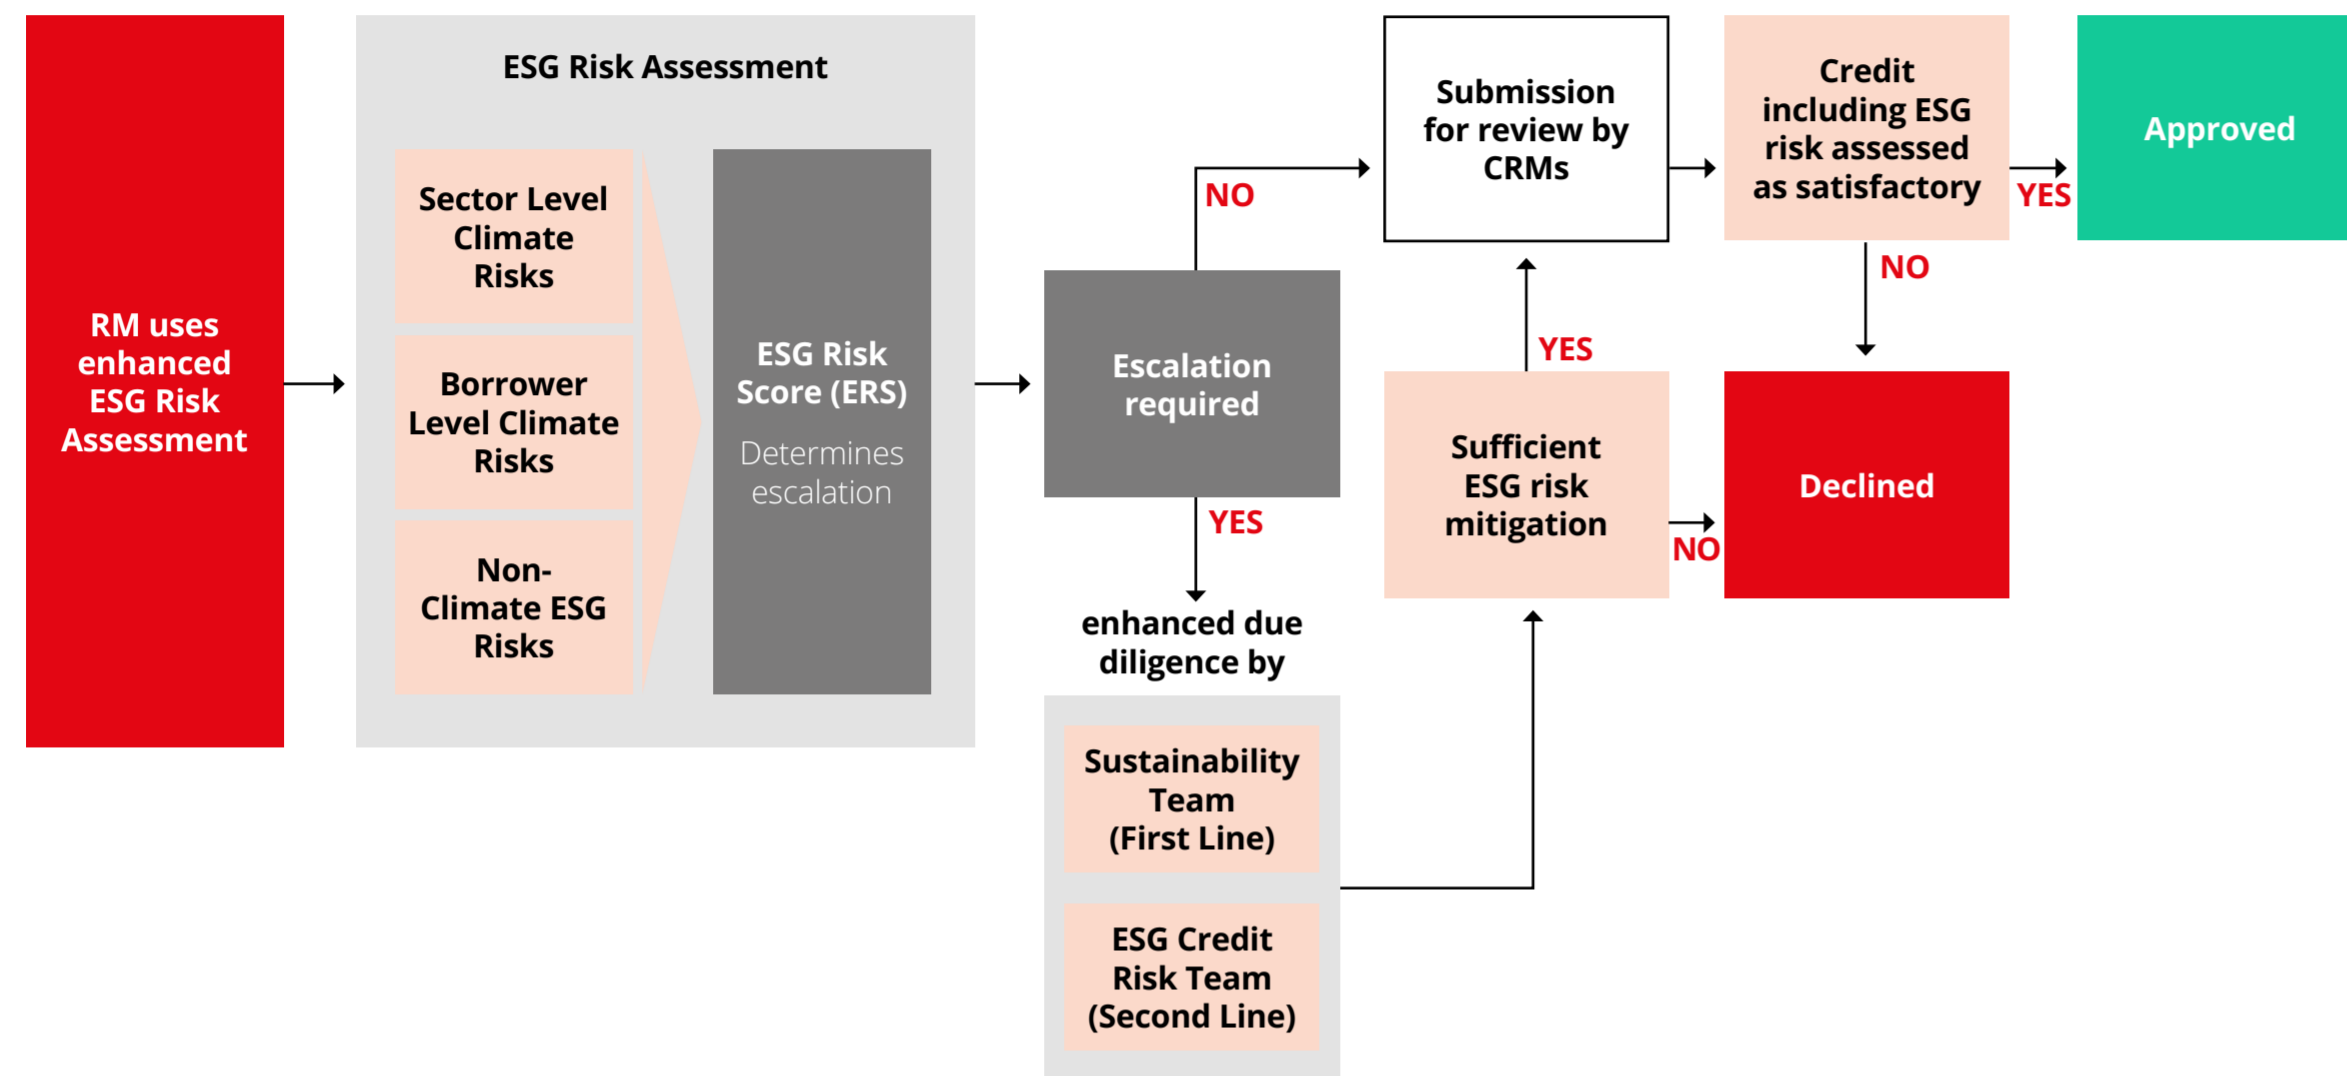 RM uses
enhanced
ESG Risk
Assessment
ESG Risk Assessment
Sector Level
Climate
Risks
Borrower
Level Climate
Risks
Non-
Climate ESG
Risks
ESG Risk
Score (ERS)
Determines
escalation
Escalation
required
NO
YES
enhanced due
diligence by
Sustainability
Team
(First Line)
ESG Credit
Risk Team
(Second Line)
Submission
for review by
CRMs
YES
Sufficient
ESG risk
mitigation
NO
Credit
including ESG
risk assessed
as satisfactory
YES
NO
Approved
Declined